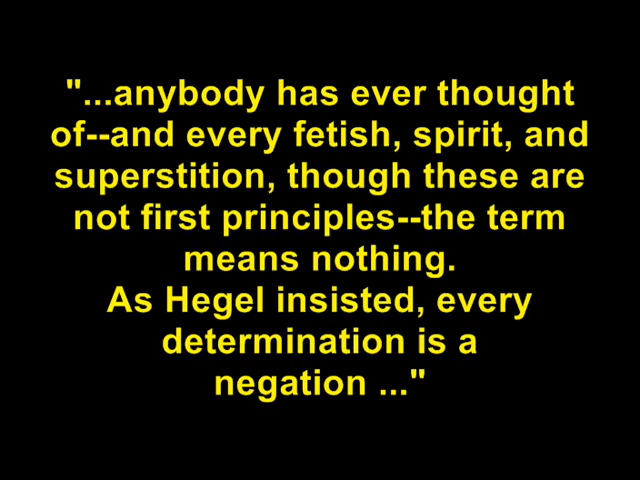 "...anybody has ever thought
of--and every fetish, spirit, and
superstition, though these are
not first principles--the term
means nothing.
As Hegel insisted, every
determination is a
negation ..."